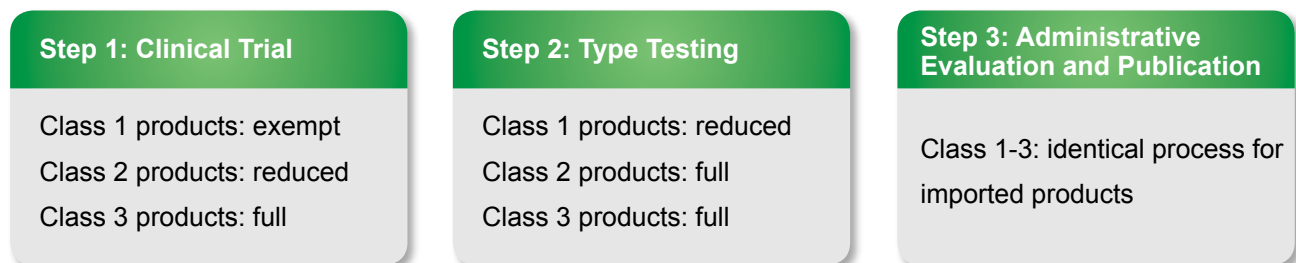 Step 1: Clinical Trial
Class 1 products: exempt
Class 2 products: reduced
Class 3 products: full
Step 2: Type Testing
Class 1 products: reduced
Class 2 products: full
Class 3 products: full
Step 3: Administrative
Evaluation and Publication
Class 1-3: identical process for
imported products